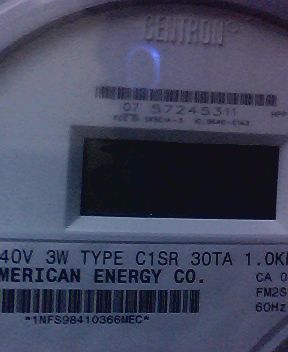 CENTRON
07 57245311
40V 3W TYPE C1SR 30TA 1.0K
MERICAN ENERGY CO.
CA 0
FM2S
60Hz
*1NFS98410366MEC*